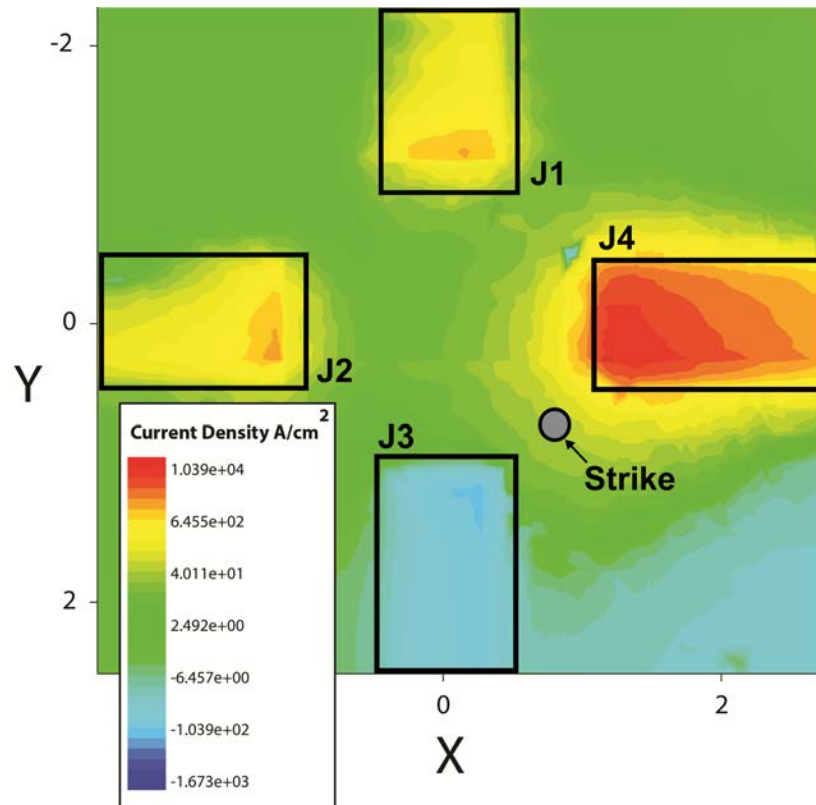 -2
J1
J4
0
Y
J2
J3
2
Current Density A/cm
1.039e+04
6.455e+02
4.011e+01
2.492e+00
-6.457e+00
-1.039e+02
-1.673e+03
Strike
2
0
2
X